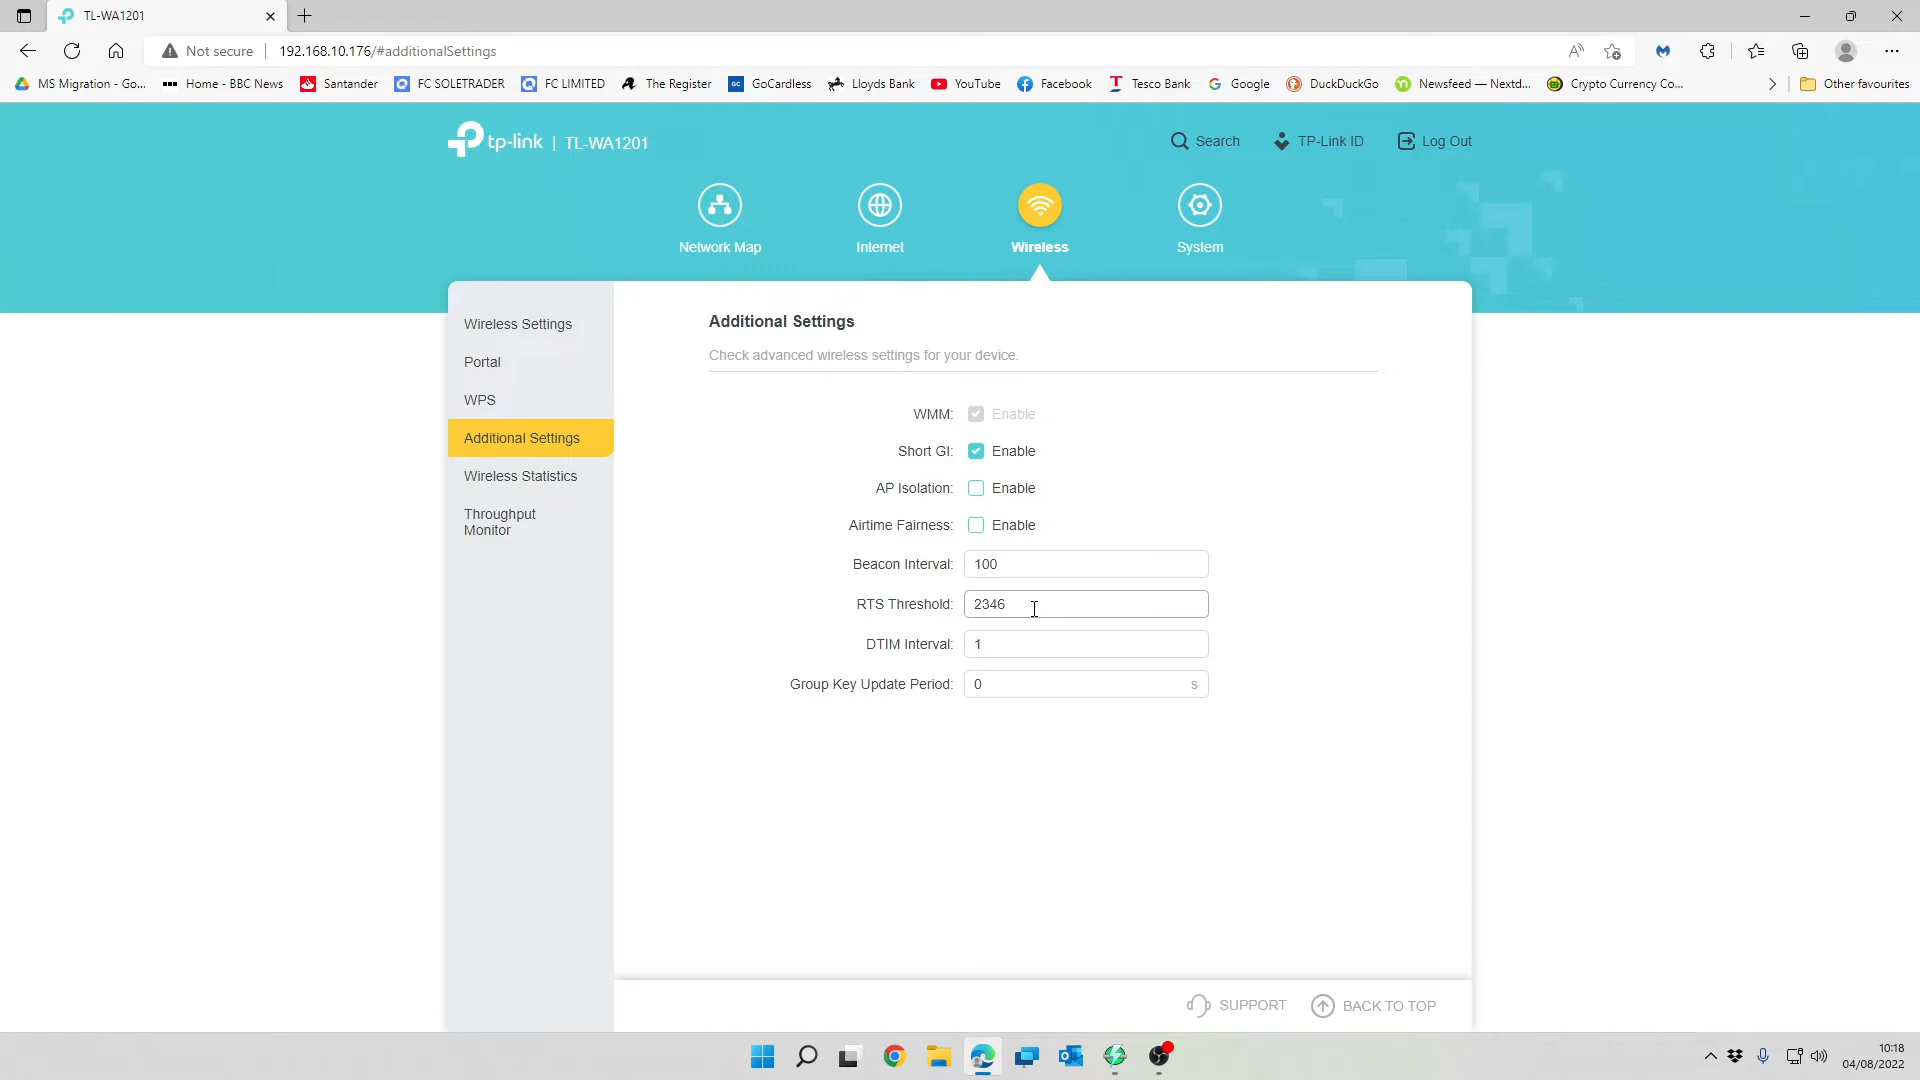 TL-WA1201
Not secure
192.168.10.176/#additionalSettings
MS Migration - Go...
Home - BBC News
Santander
FC SOLETRADER
FC LIMITED
The Register
GoCardless
Lloyds Bank
YouTube
Facebook
Tesco Bank
Google
DuckDuckGo
Newsfeed — Nextd...
Crypto Currency Co...
Other favourites
tp-link | TL-WA1201
Search
TP-Link ID
Log Out
Network Map
Internet
Wireless
System
Wireless Settings
Portal
WPS
Additional Settings
Wireless Statistics
Throughput
Monitor
Additional Settings
Check advanced wireless settings for your device.
WMM: Enable
Short GI: Enable
AP Isolation: Enable
Airtime Fairness: Enable
Beacon Interval: 100
RTS Threshold: 2346
DTIM Interval: 1
Group Key Update Period: 0 s
SUPPORT
BACK TO TOP
10:18
04/08/2022